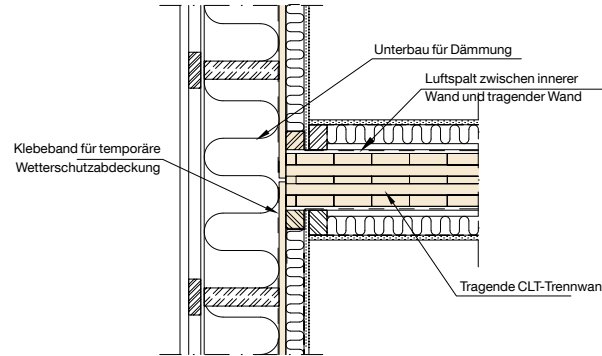 Unterbau für Dämmung
Luftspalt zwischen innerer
Wand und tragender Wand
Klebeband für temporäre
Wetterschutzabdeckung
Tragende CLT-Trennwan